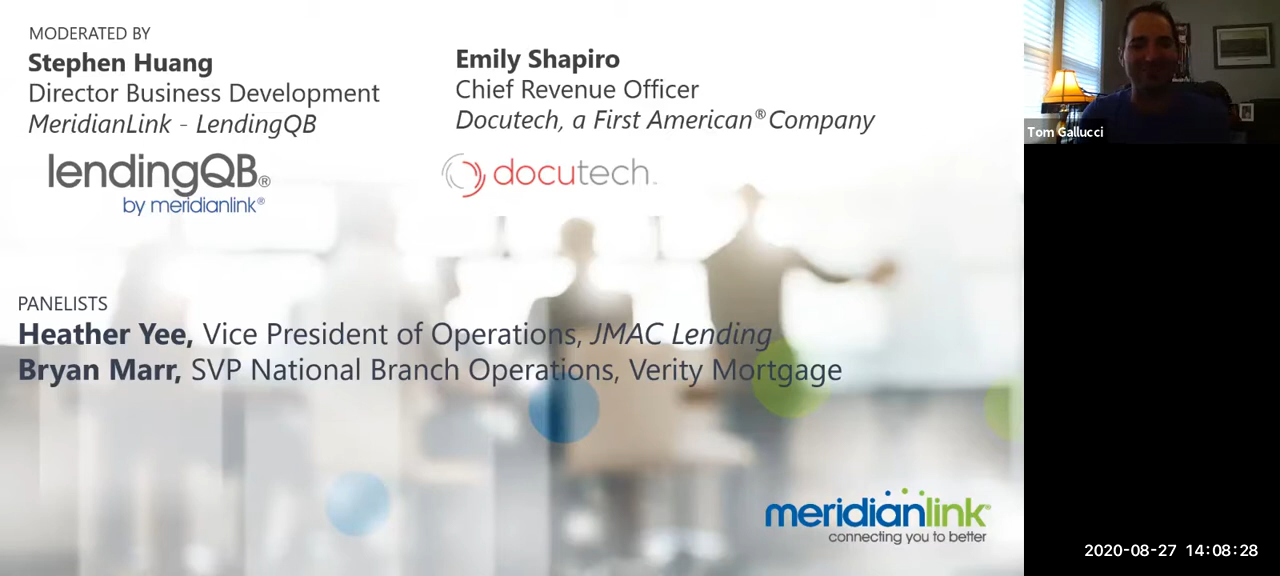 MODERATED BY
Stephen Huang
Director Business Development
MeridianLink - LendingQB
lendingQB®
by meridianlink®
Emily Shapiro
Chief Revenue Officer
Docutech, a First American® Company
docutech.
PANELISTS
Heather Yee, Vice President of Operations, JMAC Lending
Bryan Marr, SVP National Branch Operations, Verity Mortgage
meridianlink®
connecting you to better
Tom Gallucci
2020-08-27 14:08:28